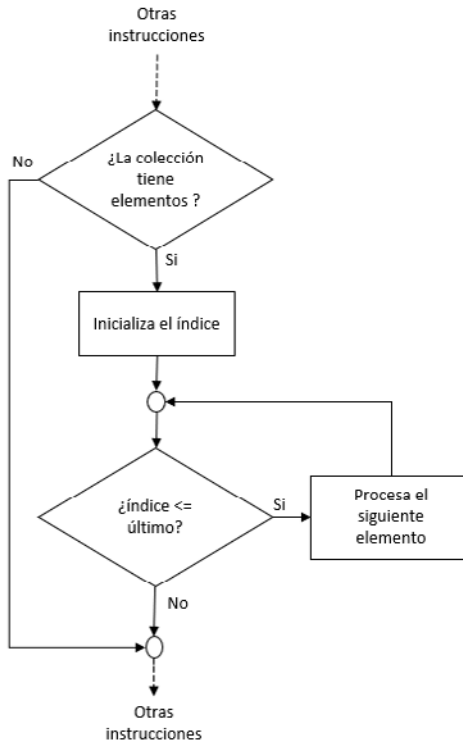 Otras
instrucciones
No
¿La colección
tiene
elementos ?
Si
Inicializa el índice
¿índice <=
último?
Si
Procesa el
siguiente
elemento
No
Otras
instrucciones